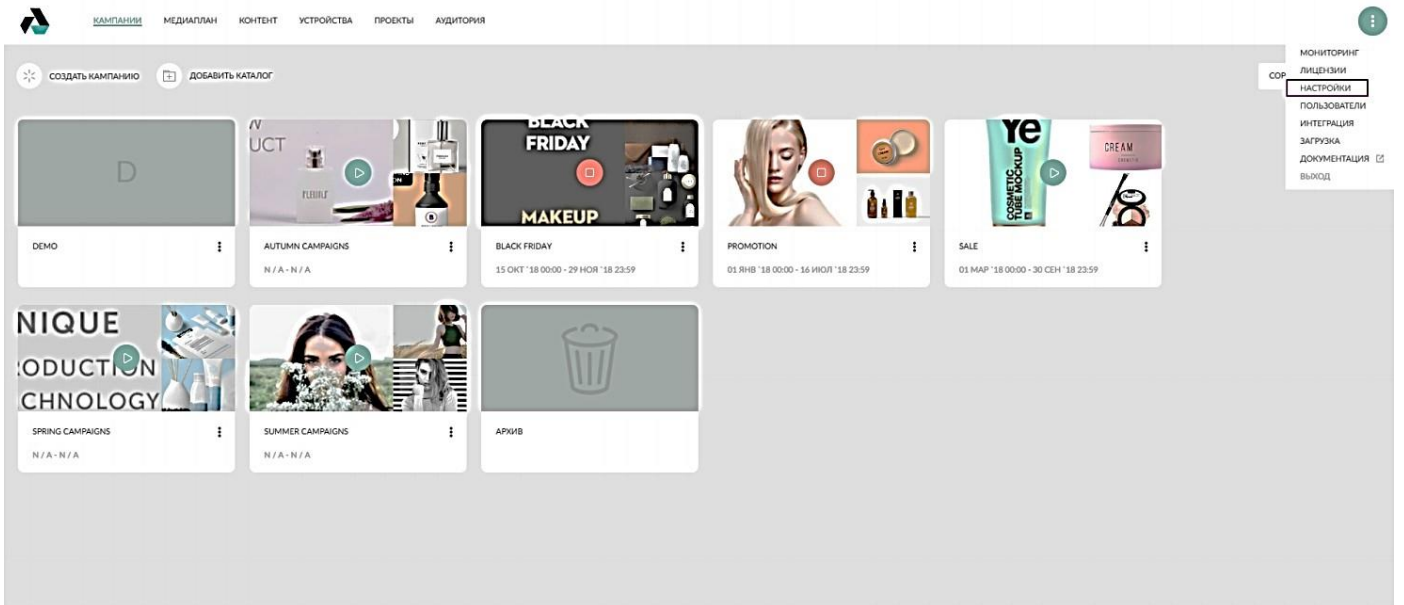 КАМПАНИИ МЕДИАПЛАН КОНТЕНТ УСТРОЙСТВА ПРОЕКТЫ АУДИТОРИЯ
МОНИТОРИНГ
ЛИЦЕНЗИИ
НАСТРОЙКИ
ПОЛЬЗОВАТЕЛИ
ИНТЕГРАЦИЯ
ЗАГРУЗКА
ДОКУМЕНТАЦИЯ
ВЫХОД
СОЗДАТЬ КАМПАНИЮ ДОБАВИТЬ КАТАЛОГ
СОР
D
DEMO
UCT
AUTUMN CAMPAIGNS
N / A - N / A
BLACK
FRIDAY
MAKEUP
BLACK FRIDAY
15 ОКТ `18 00:00 - 29 НОЯ `18 23:59
PROMOTION
01 ЯНВ `18 00:00 - 16 ИЮЛ `18 23:59
Ye
COSMETIC
TUBE MOCKUP
CREAM
SALE
01 МАР `18 00:00 - 30 СЕН `18 23:59
NIQUE
RODUCTION
CHNOLOGY
SPRING CAMPAIGNS
N / A - N / A
SUMMER CAMPAIGNS
N / A - N / A
АРХИВ